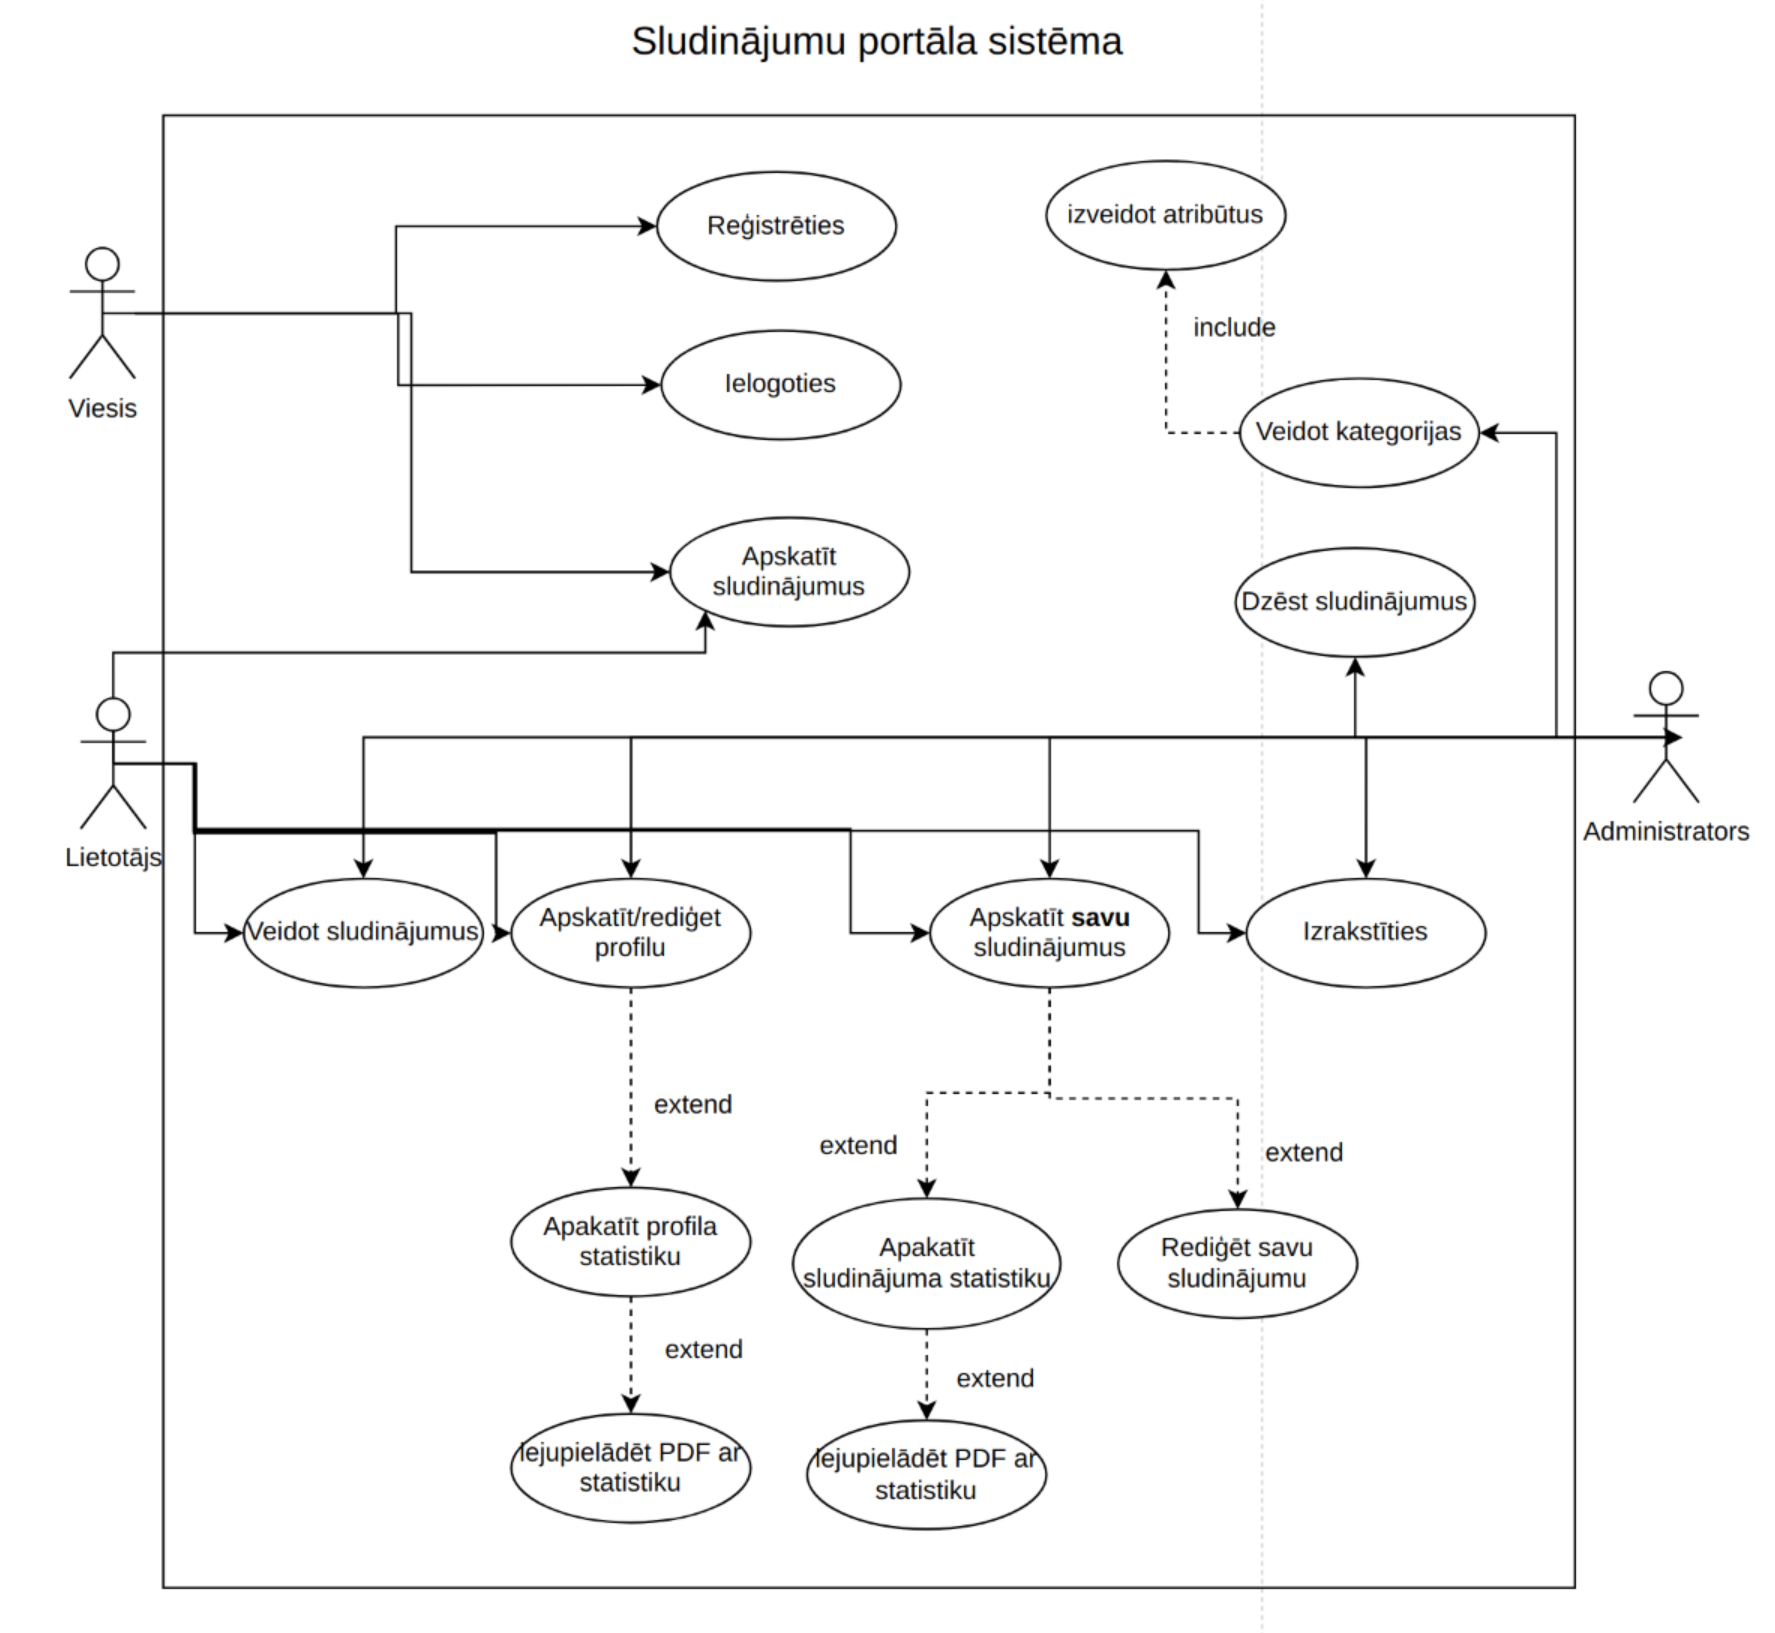 Sludinājumu portāla sistēma
Reģistrēties
izveidot atribūtus
include
Ielogoties
Viesis
Veidot kategorijas
Apskatīt
sludinājumus
Dzēst sludinājumus
Administrators
Lietotājs
Veidot sludinājumus
Apskatīt/rediģet
profilu
Apskatīt savu
sludinājumus
Izrakstīties
extend
extend
extend
Apakatīt profila
statistiku
Apakatīt
sludinājuma statistiku
Rediģēt savu
sludinājumu
extend
extend
lejupielādēt PDF ar
statistiku
lejupielādēt PDF ar
statistiku